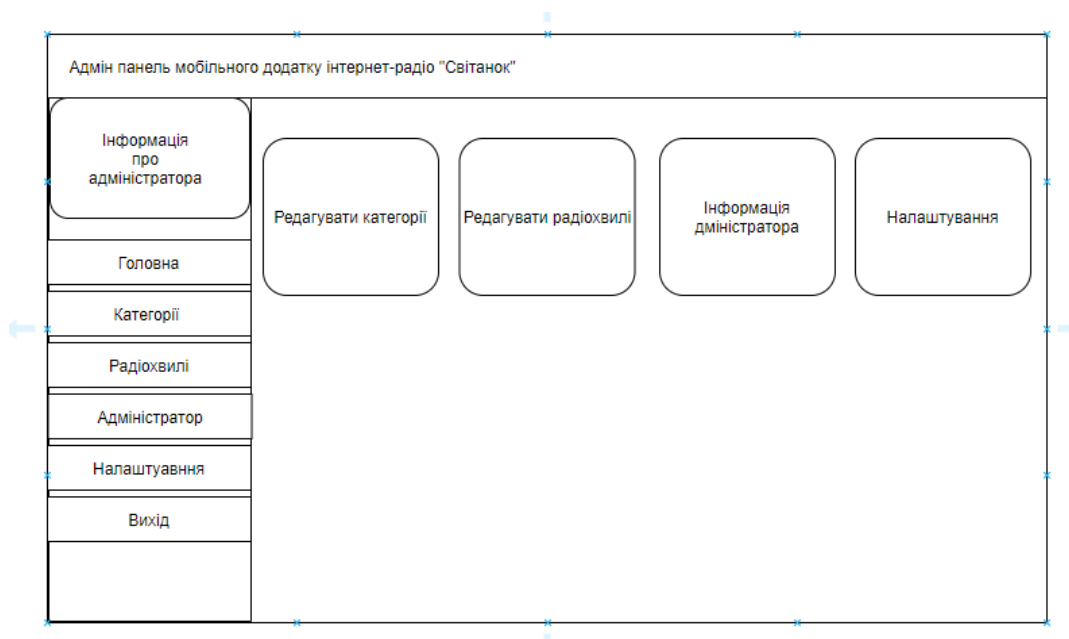 Адмін панель мобільного додатку інтернет-радіо "Світанок"
Інформація
про
адміністратора
Головна
Категорії
Радіохвилі
Адміністратор
Налаштуавння
Вихід
Редагувати категорії
Редагувати радіохвилі
Інформація
дміністратора
Налаштування